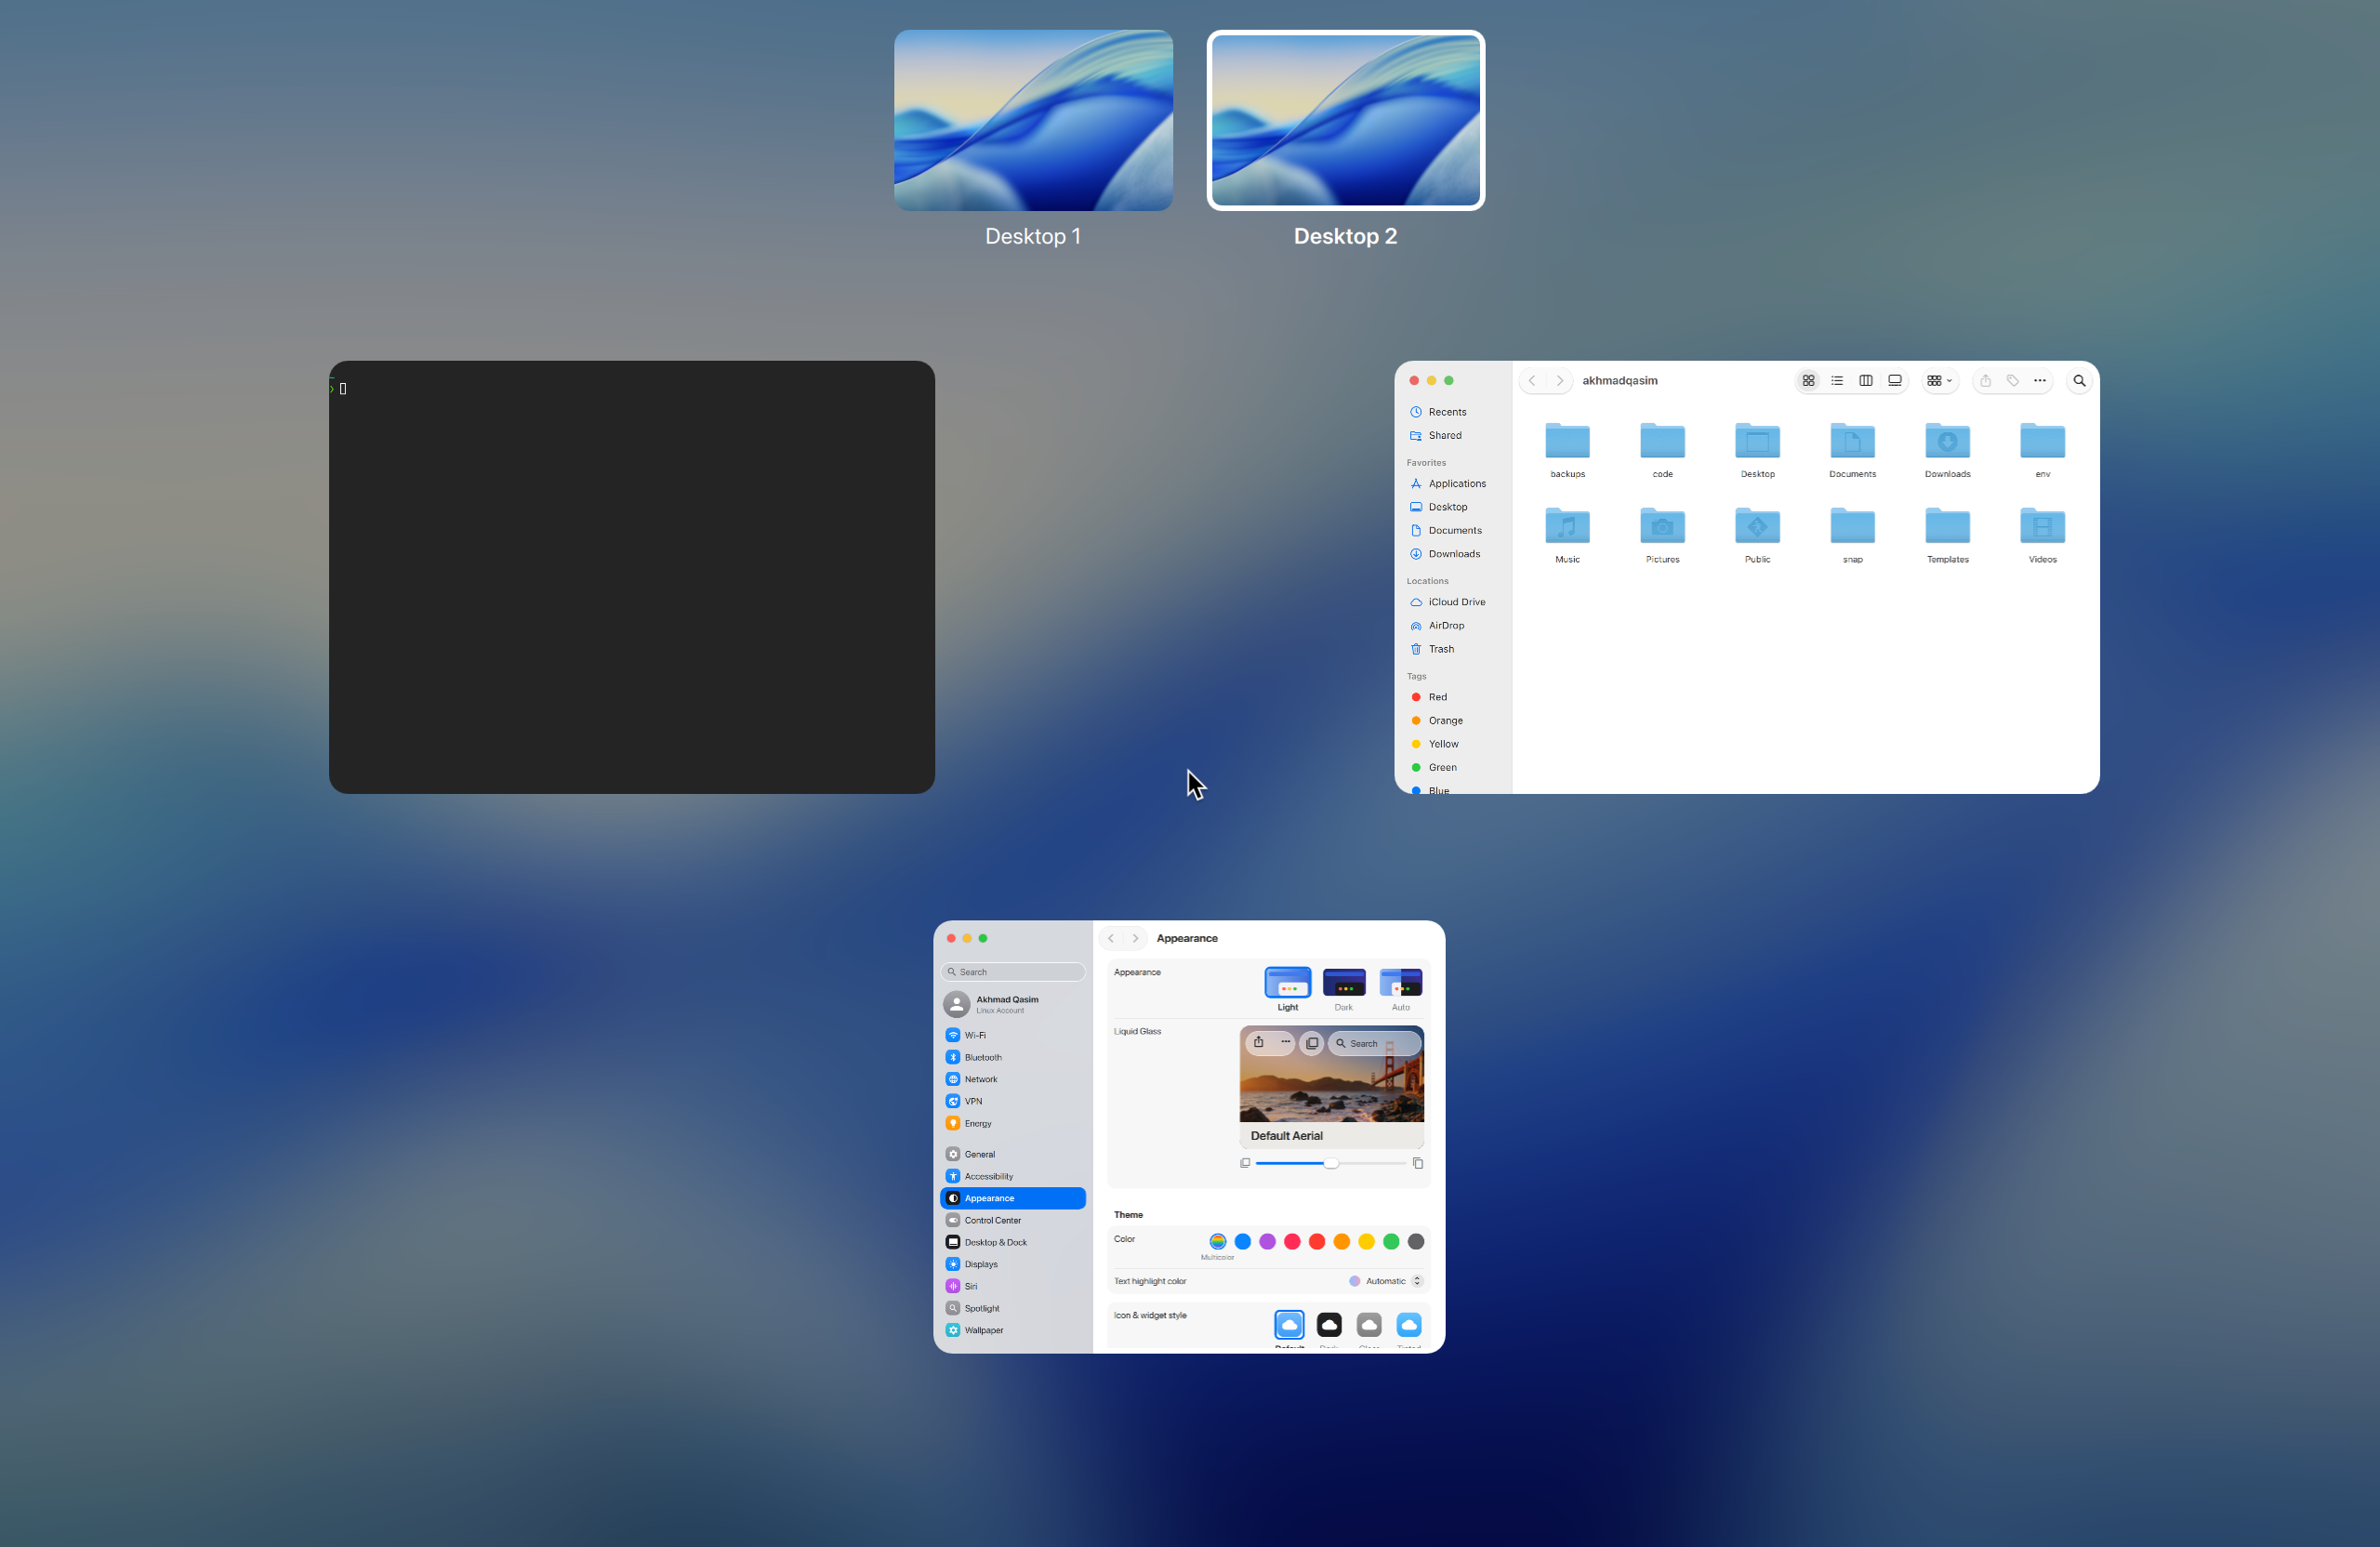 Desktop 1
Desktop 2
akhmadqasim
Recents
Shared
Favorites
Applications
Desktop
Documents
Downloads
Locations
iCloud Drive
AirDrop
Trash
Tags
Red
Orange
Yellow
Green
Blue
backups code Desktop Documents Downloads env
Music Pictures Public snap Templates Videos
Search
Akhmad Qasim
Linux Account
Wi-Fi
Bluetooth
Network
VPN
Energy
General
Accessibility
Appearance
Control Center
Desktop & Dock
Displays
Siri
Spotlight
Wallpaper
Appearance
Appearance
Light Dark Auto
Liquid Glass
Search
Default Aerial
Theme
Color
Multicolor
Text highlight color Automatic
Icon & widget style
Default Dark Clear Tinted